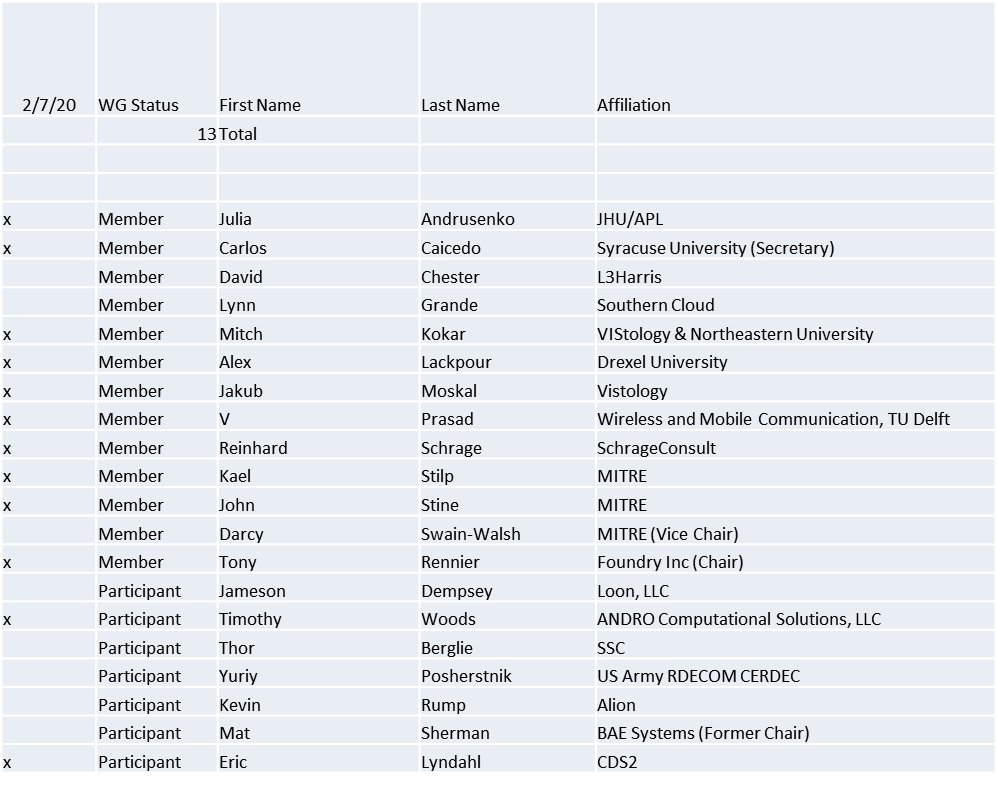 2/7/20 WG Status First Name Last Name Affiliation
13 Total
x Member Julia Andrusenko JHU/APL
x Member Carlos Caicedo Syracuse University (Secretary)
Member David Chester L3Harris
Member Lynn Grande Southern Cloud
x Member Mitch Kokar VIStology & Northeastern University
x Member Alex Lackpour Drexel University
x Member Jakub Moskal Vistology
x Member V Prasad Wireless and Mobile Communication, TU Delft
x Member Reinhard Schrage SchrageConsult
x Member Kael Stilp MITRE
x Member John Stine MITRE
Member Darcy Swain-Walsh MITRE (Vice Chair)
x Member Tony Rennier Foundry Inc (Chair)
Participant Jameson Dempsey Loon, LLC
x Participant Timothy Woods ANDRO Computational Solutions, LLC
Participant Thor Berglie SSC
Participant Yuriy Posherstnik US Army RDECOM CERDEC
Participant Kevin Rump Alion
Participant Mat Sherman BAE Systems (Former Chair)
x Participant Eric Lyndahl CDS2